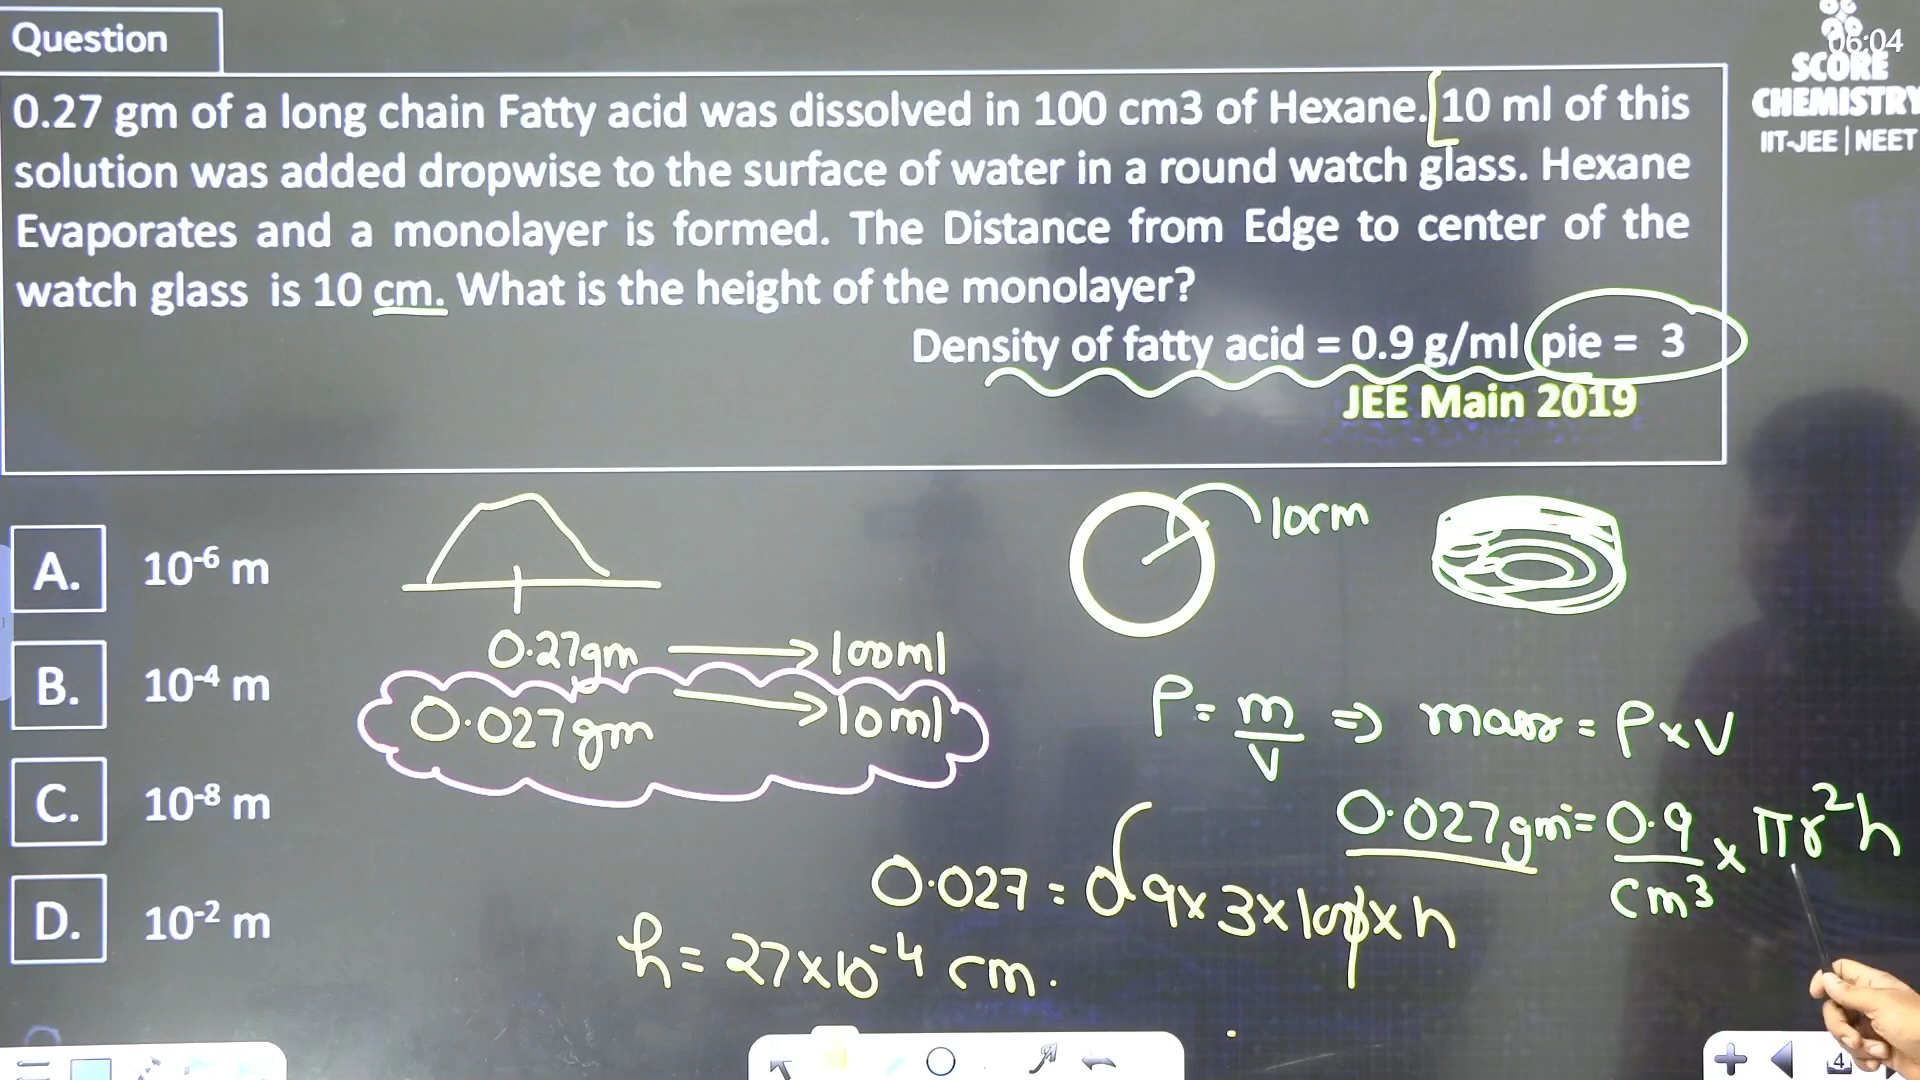 Question
06:04
SCORE
CHEMISTRY
IIT-JEE | NEET
0.27 gm of a long chain Fatty acid was dissolved in 100 cm3 of Hexane. [10 ml of this
solution was added dropwise to the surface of water in a round watch glass. Hexane
Evaporates and a monolayer is formed. The Distance from Edge to center of the
watch glass is 10 cm. What is the height of the monolayer?
Density of fatty acid = 0.9 g/ml pie = 3
JEE Main 2019
A. 10⁻⁶ m
B. 10⁻⁴ m
C. 10⁻⁸ m
D. 10⁻² m
10cm
0.27gm → 100ml
0.027gm → 10ml
ρ = m/V ⇒ mass = ρ×V
0.027gm = 0.9/cm³ × πr²h
0.027 = 0.9×3×100×h
h = 27×10⁻⁴ cm.
4